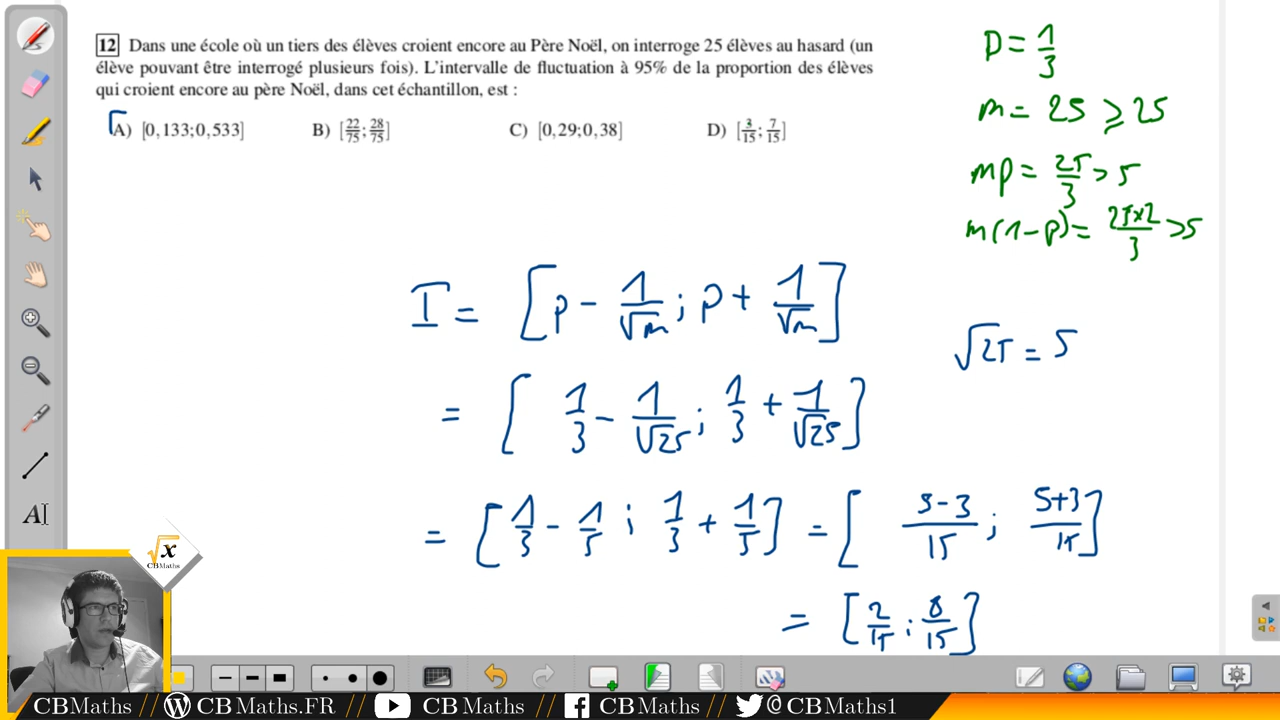 12 Dans une école où un tiers des élèves croient encore au Père Noël, on interroge 25 élèves au hasard (un
élève pouvant être interrogé plusieurs fois). L'intervalle de fluctuation à 95% de la proportion des élèves
qui croient encore au père Noël, dans cet échantillon, est :
A) [0,133;0,533] B) [22/75; 28/75] C) [0,29;0,38] D) [3/15; 7/15]
p = 1/3
m = 25 ⩾ 25
mp = 25/3 > 5
m(1-p) = 25×2/3 > 5
I = [p - 1/√m ; p + 1/√m]
√25 = 5
= [1/3 - 1/√25 ; 1/3 + 1/√25]
= [1/3 - 1/5 ; 1/3 + 1/5] = [5-3/15 ; 5+3/15]
= [2/15 ; 8/15]
√x
CBMaths
A
CBMaths // CBMaths.FR // CBMaths // CBMaths // @CBMaths1